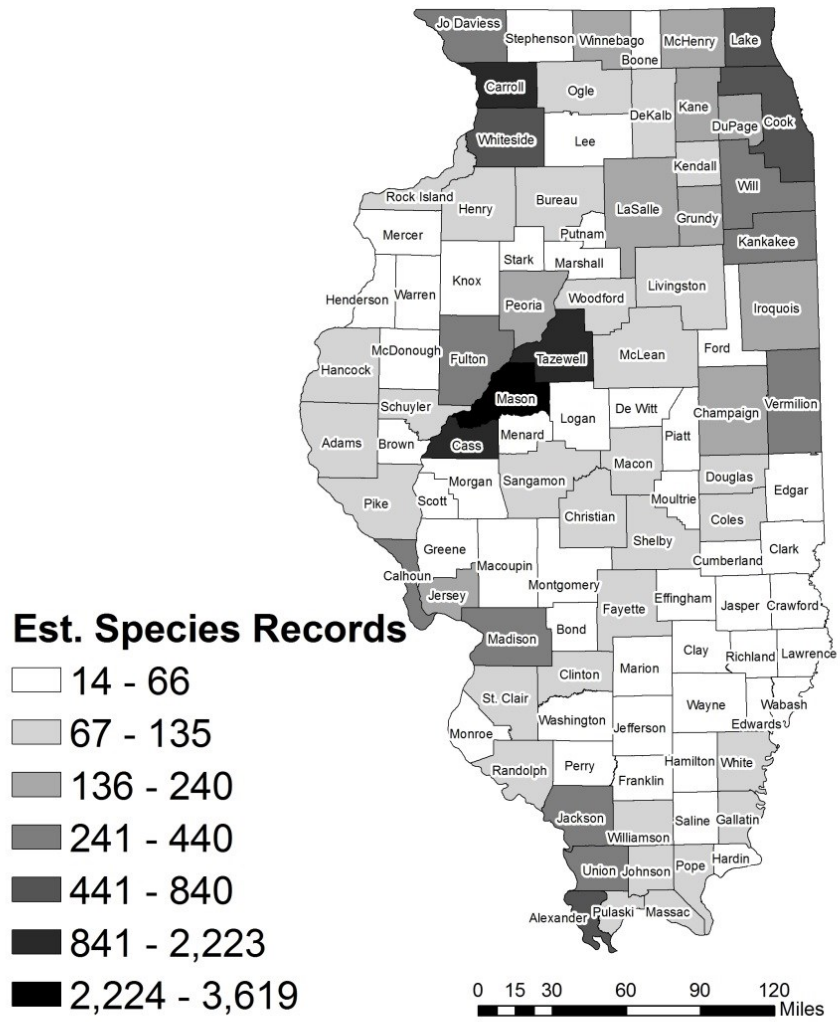 Jo Daviess
Stephenson
Winnebago
Boone
McHenry
Lake
Carroll
Ogle
DeKalb
Kane
DuPage
Cook
Whiteside
Lee
Kendall
Will
Rock Island
Henry
Bureau
LaSalle
Grundy
Kankakee
Mercer
Putnam
Stark
Marshall
Henderson
Warren
Knox
Peoria
Woodford
Livingston
Iroquois
McDonough
Hancock
Fulton
Tazewell
McLean
Ford
Schuyler
Mason
Logan
De Witt
Champaign
Vermilion
Adams
Brown
Cass
Menard
Piatt
Macon
Pike
Scott
Morgan
Sangamon
Moultrie
Douglas
Edgar
Christian
Coles
Shelby
Greene
Macoupin
Montgomery
Cumberland
Clark
Calhoun
Jersey
Fayette
Effingham
Jasper
Crawford
Madison
Bond
Clay
Richland
Lawrence
Clinton
Marion
St. Clair
Wayne
Wabash
Edwards
Monroe
Washington
Jefferson
Randolph
Perry
Hamilton
White
Franklin
Jackson
Williamson
Saline
Gallatin
Union
Johnson
Pope
Hardin
Alexander
Pulaski
Massac
Est. Species Records
14 - 66
67 - 135
136 - 240
241 - 440
441 - 840
841 - 2,223
2,224 - 3,619
0 15 30 60 90 120
Miles